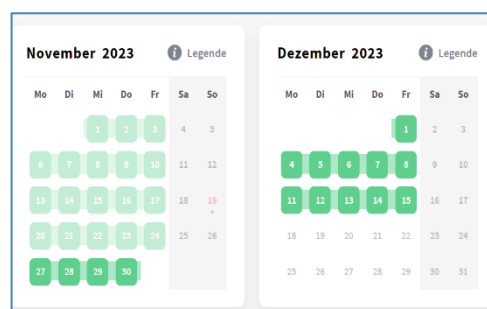 November 2023 Legende
Mo Di Mi Do Fr Sa So
1 2 3 4 5
6 7 8 9 10 11 12
13 14 15 16 17 18 19
20 21 22 23 24 25 26
27 28 29 30
Dezember 2023 Legende
Mo Di Mi Do Fr Sa So
1 2 3
4 5 6 7 8 9 10
11 12 13 14 15 16 17
18 19 20 21 22 23 24
25 26 27 28 29 30 31